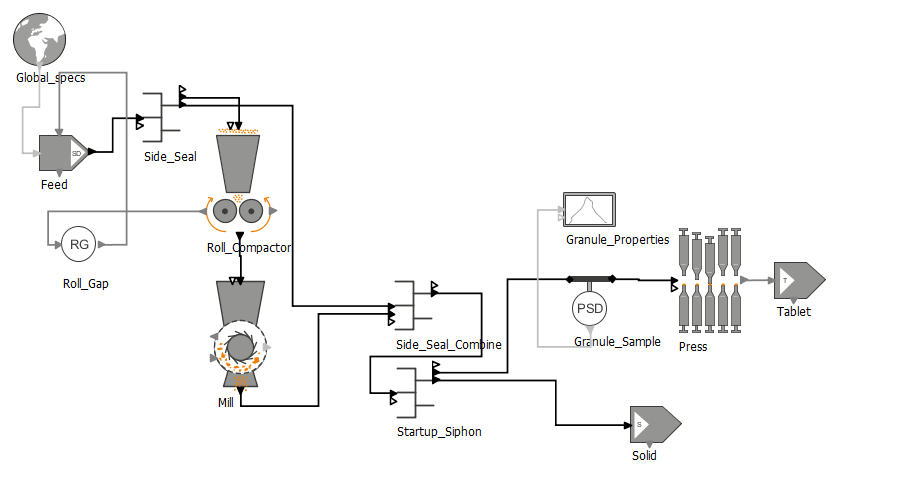 Global_specs
SD
Feed
Side_Seal
Roll_Compactor
RG
Roll_Gap
Mill
Side_Seal_Combine
Startup_Siphon
Granule_Properties
PSD
Granule_Sample
Press
T
Tablet
S
Solid